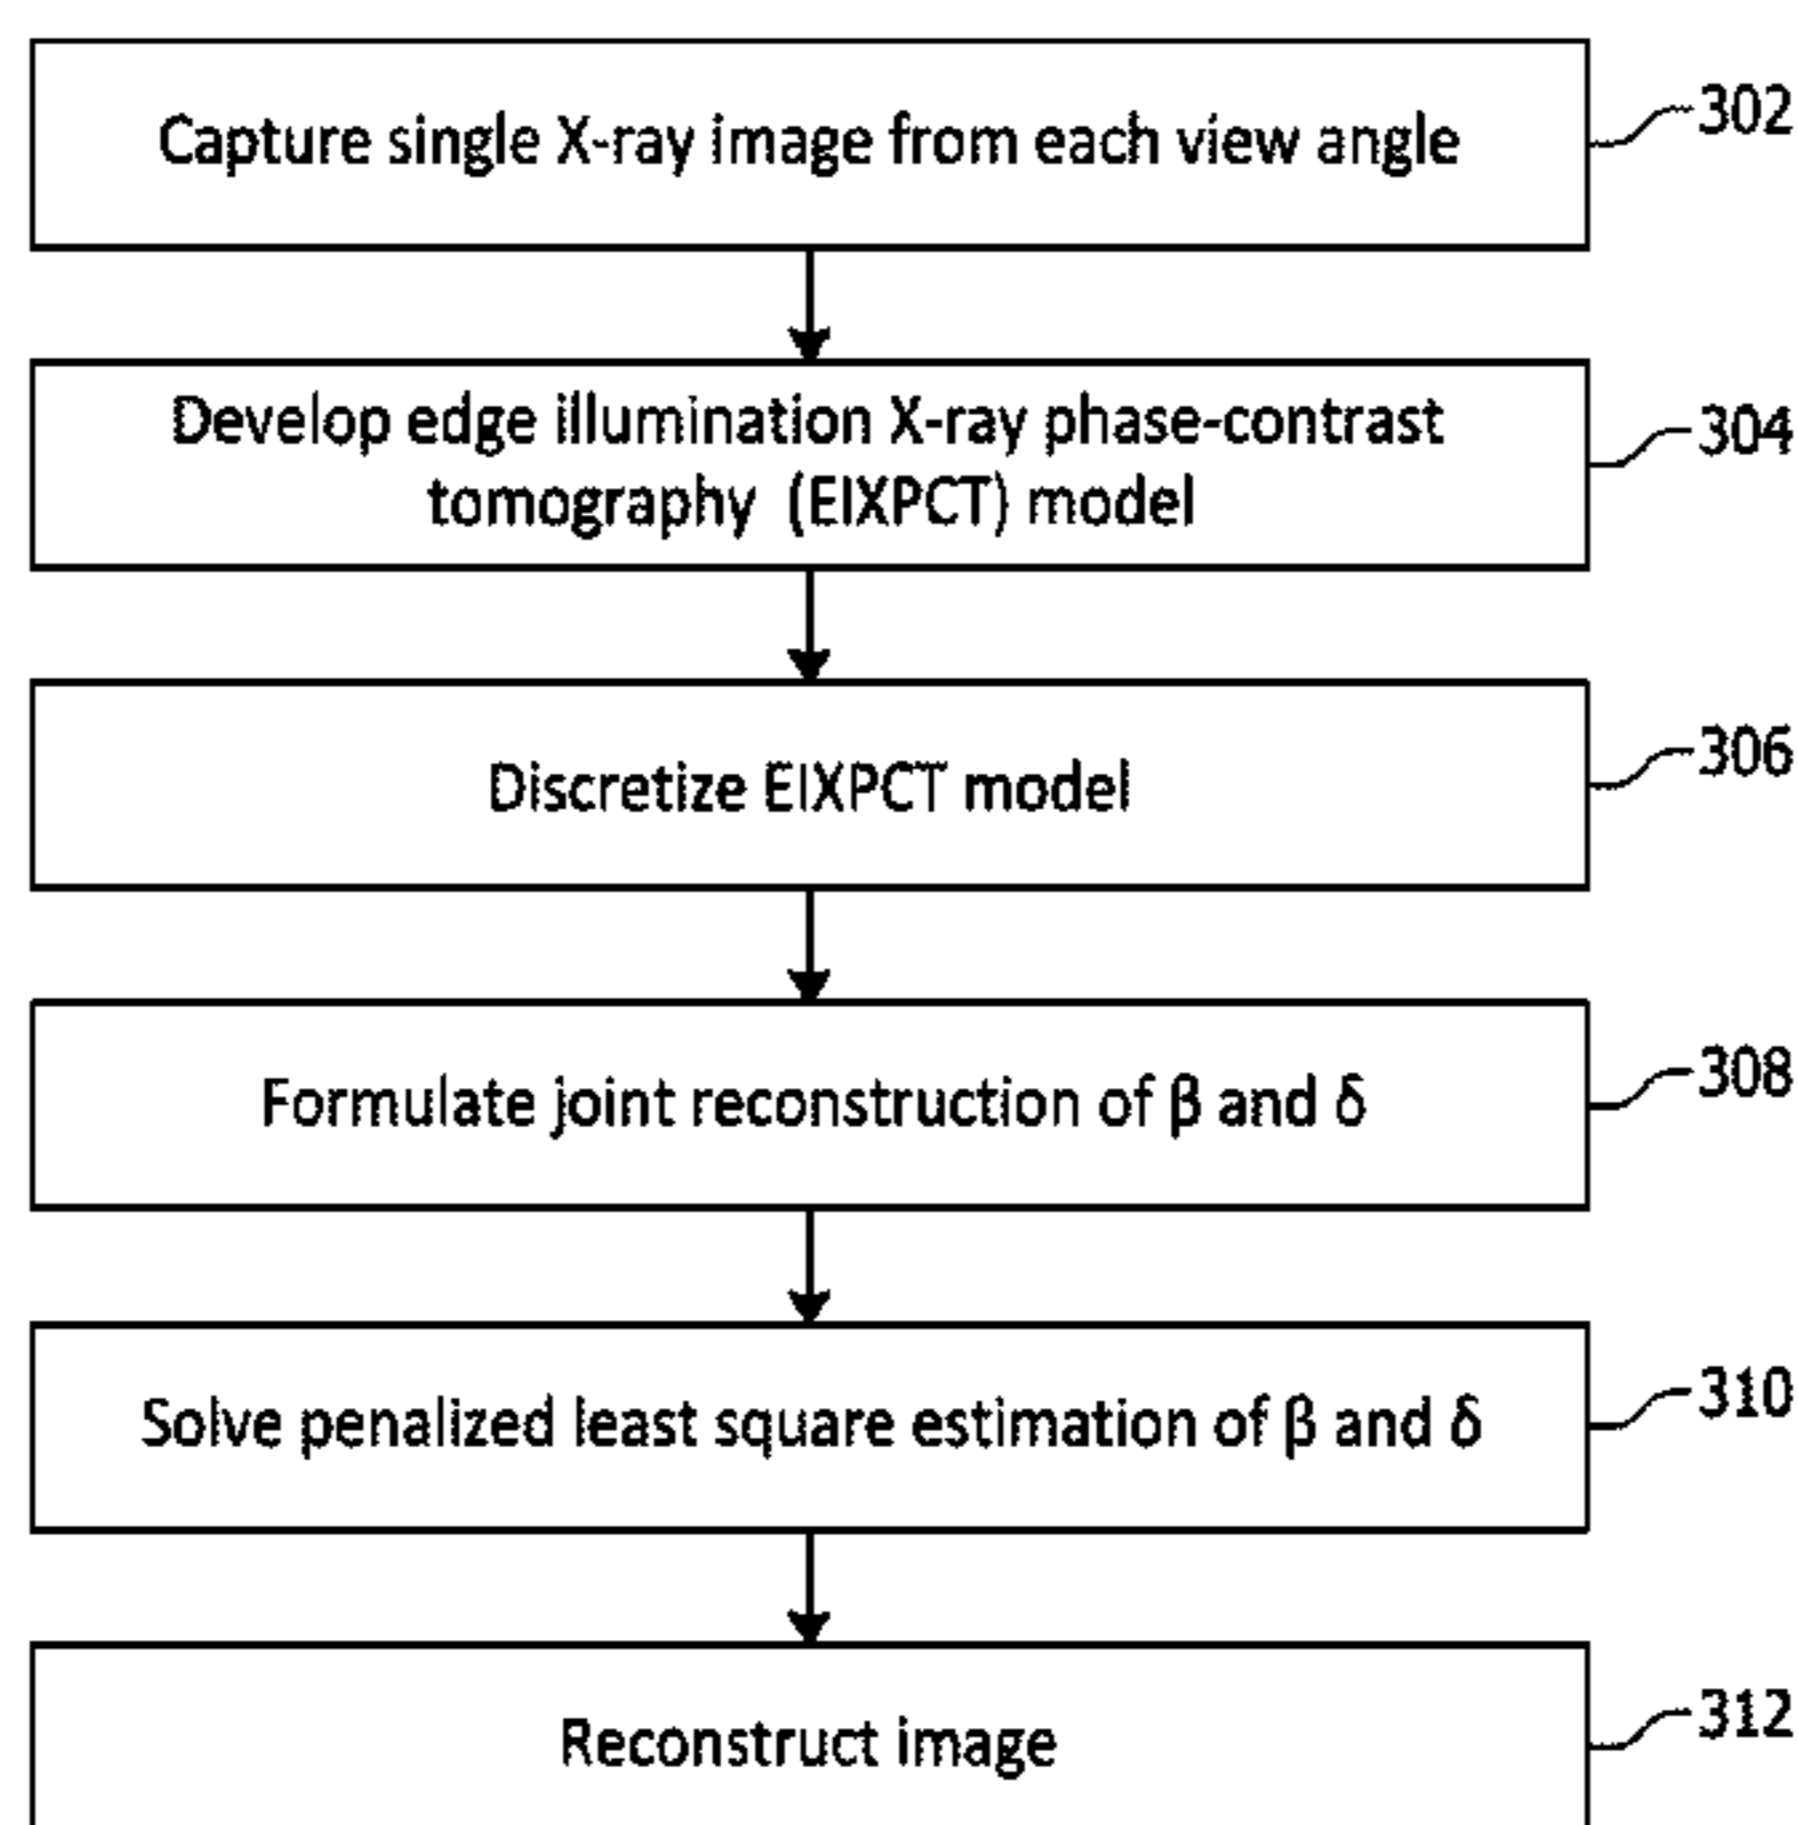 Capture single X-ray image from each view angle
302
Develop edge illumination X-ray phase-contrast
tomography (EIXPCT) model
304
Discretize EIXPCT model
306
Formulate joint reconstruction of β and δ
308
Solve penalized least square estimation of β and δ
310
Reconstruct image
312